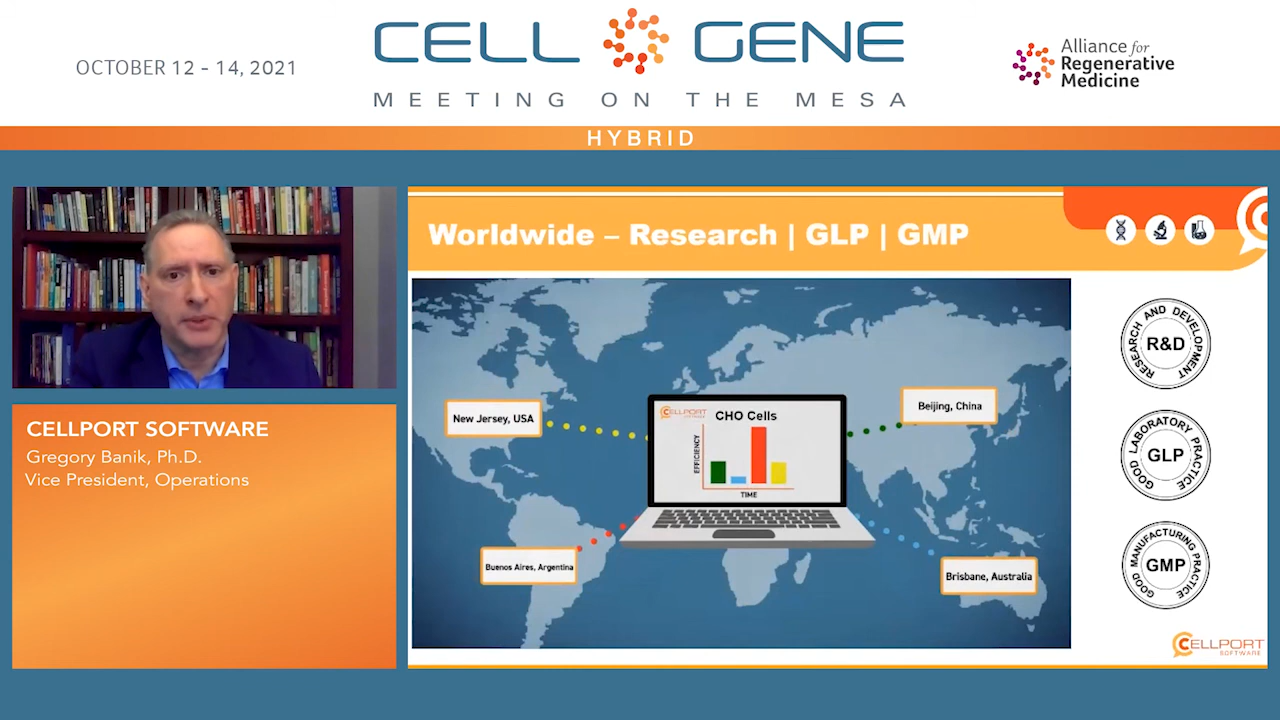 OCTOBER 12 - 14, 2021
CELL GENE
MEETING ON THE MESA
Alliance for
Regenerative
Medicine
HYBRID
CELLPORT SOFTWARE
Gregory Banik, Ph.D.
Vice President, Operations
Worldwide – Research | GLP | GMP
New Jersey, USA
Beijing, China
Buenos Aires, Argentina
Brisbane, Australia
CELLPORT
SOFTWARE
CHO Cells
EFFICIENCY
TIME
RESEARCH AND DEVELOPMENT
R&D
GOOD LABORATORY PRACTICE
GLP
GOOD MANUFACTURING PRACTICE
GMP
CELLPORT
SOFTWARE